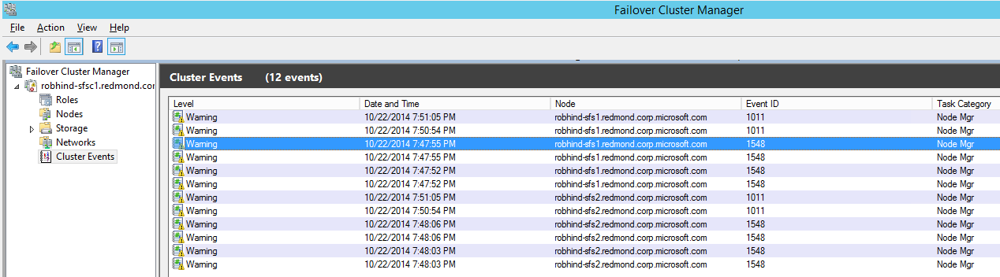 Failover Cluster Manager
File Action View Help
Failover Cluster Manager
robhind-sfsc1.redmond.cor
Roles
Nodes
Storage
Networks
Cluster Events
Cluster Events (12 events)
Level Date and Time Node Event ID Task Category
Warning 10/22/2014 7:51:05 PM robhind-sfs1.redmond.corp.microsoft.com 1011 Node Mgr
Warning 10/22/2014 7:50:54 PM robhind-sfs1.redmond.corp.microsoft.com 1011 Node Mgr
Warning 10/22/2014 7:47:55 PM robhind-sfs1.redmond.corp.microsoft.com 1548 Node Mgr
Warning 10/22/2014 7:47:55 PM robhind-sfs1.redmond.corp.microsoft.com 1548 Node Mgr
Warning 10/22/2014 7:47:52 PM robhind-sfs1.redmond.corp.microsoft.com 1548 Node Mgr
Warning 10/22/2014 7:47:52 PM robhind-sfs1.redmond.corp.microsoft.com 1548 Node Mgr
Warning 10/22/2014 7:51:05 PM robhind-sfs2.redmond.corp.microsoft.com 1011 Node Mgr
Warning 10/22/2014 7:50:54 PM robhind-sfs2.redmond.corp.microsoft.com 1011 Node Mgr
Warning 10/22/2014 7:48:06 PM robhind-sfs2.redmond.corp.microsoft.com 1548 Node Mgr
Warning 10/22/2014 7:48:06 PM robhind-sfs2.redmond.corp.microsoft.com 1548 Node Mgr
Warning 10/22/2014 7:48:03 PM robhind-sfs2.redmond.corp.microsoft.com 1548 Node Mgr
Warning 10/22/2014 7:48:03 PM robhind-sfs2.redmond.corp.microsoft.com 1548 Node Mgr